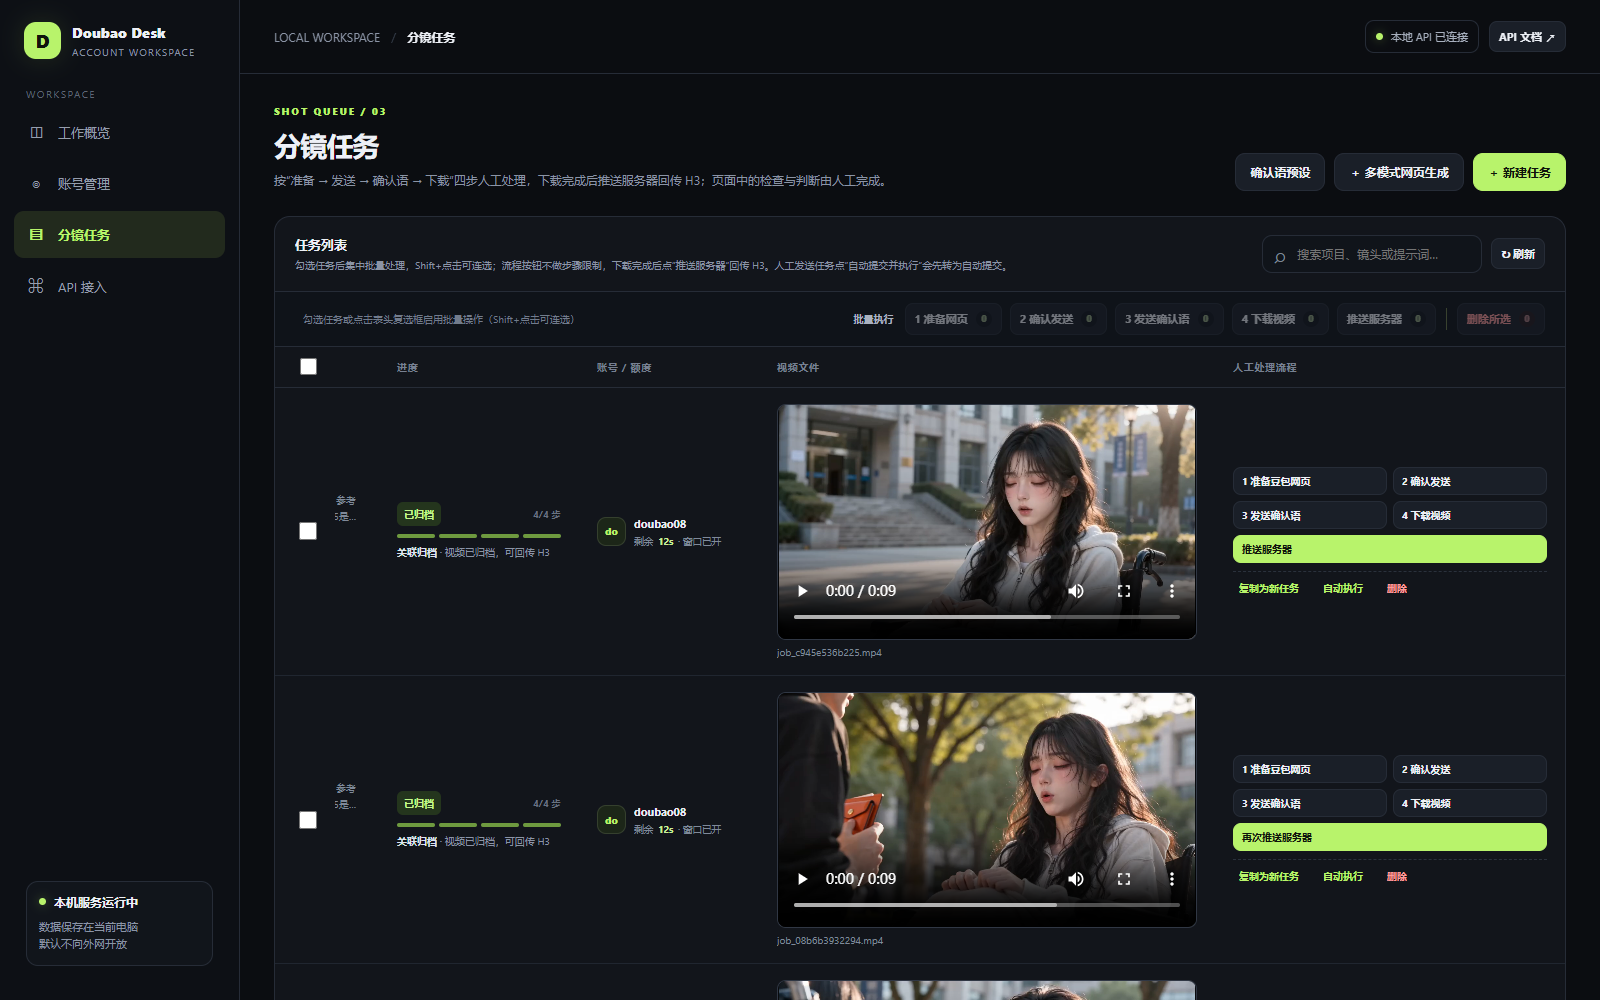 D
Doubao Desk
ACCOUNT WORKSPACE
WORKSPACE
工作概览
账号管理
分镜任务
API 接入
本机服务运行中
数据保存在当前电脑
默认不向外网开放
LOCAL WORKSPACE / 分镜任务
本地 API 已连接
API 文档 ↗
SHOT QUEUE / 03
分镜任务
按"准备 → 发送 → 确认语 → 下载"四步人工处理，下载完成后推送服务器回传 H3；页面中的检查与判断由人工完成。
确认语预设
+ 多模式网页生成
+ 新建任务
任务列表
勾选任务后集中批量处理，Shift+点击可连选；流程按钮不做步骤限制，下载完成后点"推送服务器"回传 H3。人工发送任务点"自动提交并执行"会先转为自动提交。
搜索项目、镜头或提示词...
↻ 刷新
勾选任务或点击表头复选框启用批量操作（Shift+点击可连选）
批量执行
1 准备网页 0
2 确认发送 0
3 发送确认语 0
4 下载视频 0
推送服务器 0
删除所选 0
进度
账号 / 额度
视频文件
人工处理流程
参考
5是...
已归档
4/4 步
关联归档 · 视频已归档，可回传 H3
do
doubao08
剩余 12s · 窗口已开
0:00 / 0:09
job_c945e536b225.mp4
1 准备豆包网页
2 确认发送
3 发送确认语
4 下载视频
推送服务器
复制为新任务
自动执行
删除
参考
5是...
已归档
4/4 步
关联归档 · 视频已归档，可回传 H3
do
doubao08
剩余 12s · 窗口已开
0:00 / 0:09
job_08b6b3932294.mp4
1 准备豆包网页
2 确认发送
3 发送确认语
4 下载视频
再次推送服务器
复制为新任务
自动执行
删除